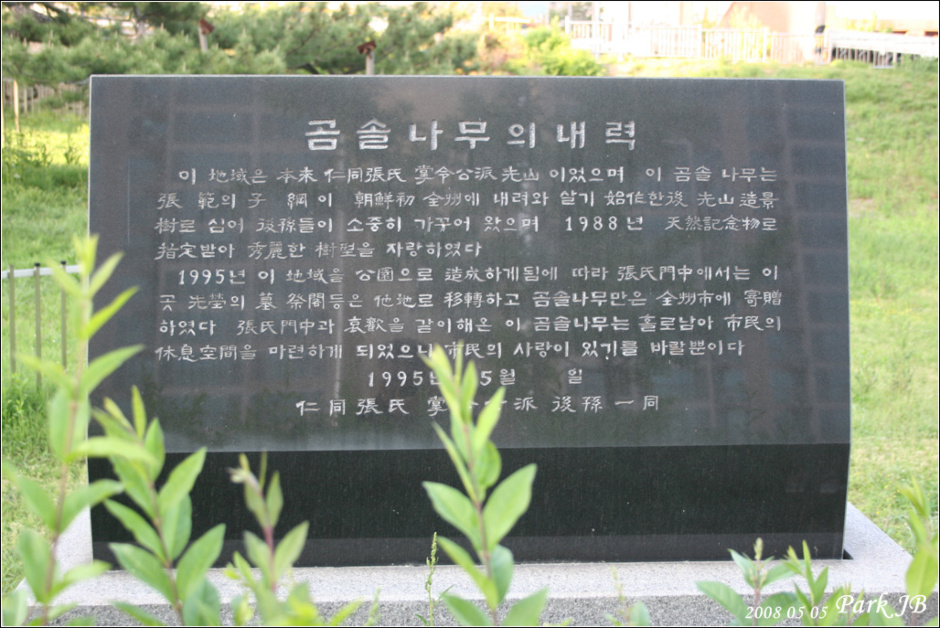 곰솔나무의내력
이 地域은 本來 仁同張氏 掌令公派 先山 이었으며 이 곰솔 나무는
張 範의 子 綱 이 朝鮮初 全州에 내려와 살기 始作한後 先山 造景
樹로 심어 後孫들이 소중히 가꾸어 왔으며 1988年 天然記念物로
指定받아 秀麗한 樹型을 자랑하였다
1995년 이 地域을 公園으로 造成하게됨에 따라 張氏門中에서는 이
곳 先塋의 墓 祭閣등은 他地로 移轉하고 곰솔나무만은 全州市에 寄贈
하였다 張氏門中과 哀歡을 같이해온 이 곰솔나무는 홀로남아 市民의
休息空間을 마련하게 되었으니 市民의 사랑이 있기를 바랄뿐이다
1995년 5월 일
仁同張氏 掌令公派 後孫一同
2008 05 05 Park JB